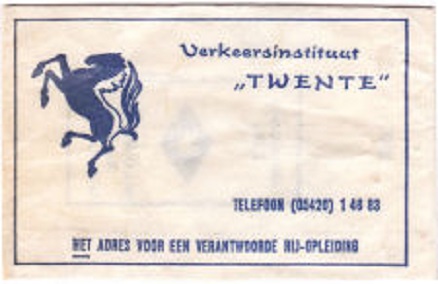 Verkeersinstituut
„TWENTE”
TELEFOON (05420) 1 46 83
HET ADRES VOOR EEN VERANTWOORDE RIJ-OPLEIDING